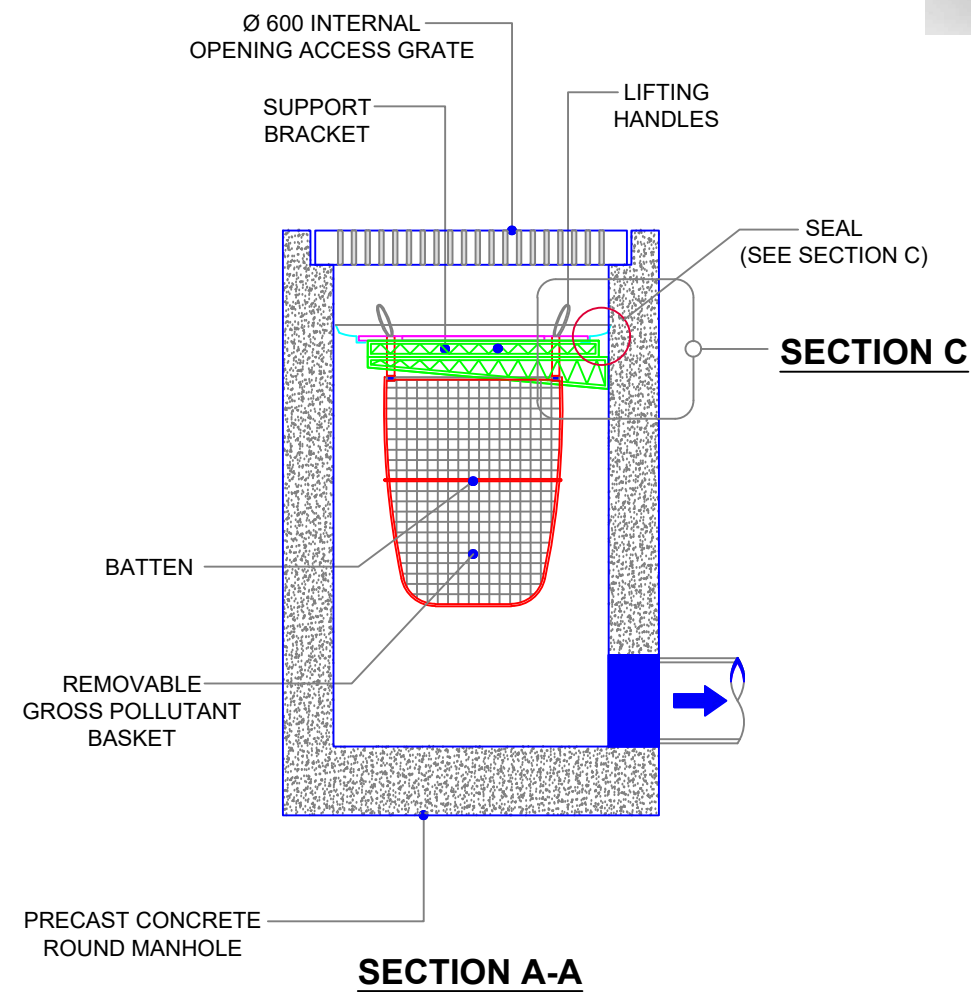 Ø 600 INTERNAL
OPENING ACCESS GRATE
SUPPORT
BRACKET
LIFTING
HANDLES
SEAL
(SEE SECTION C)
SECTION C
BATTEN
REMOVABLE
GROSS POLLUTANT
BASKET
PRECAST CONCRETE
ROUND MANHOLE
SECTION A-A